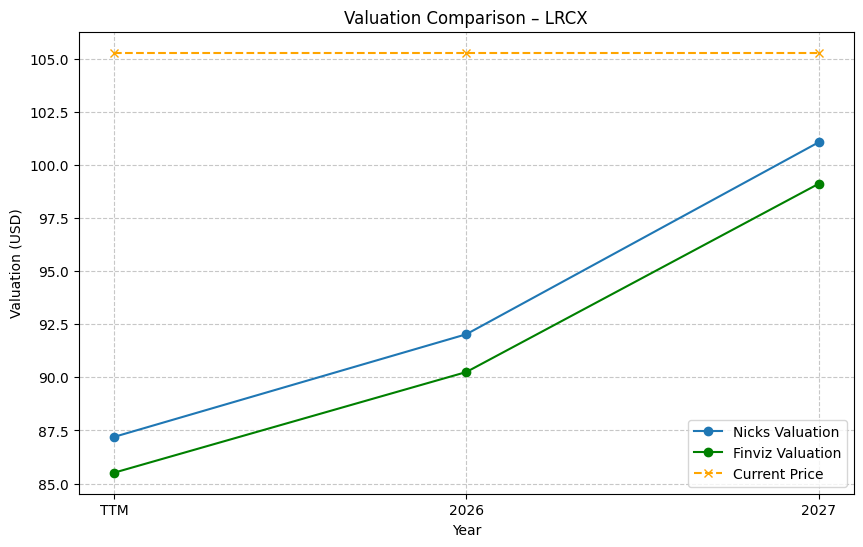 Valuation Comparison – LRCX
Valuation (USD)
105.0
102.5
100.0
97.5
95.0
92.5
90.0
87.5
85.0
Nicks Valuation
Finviz Valuation
Current Price
TTM
2026
2027
Year